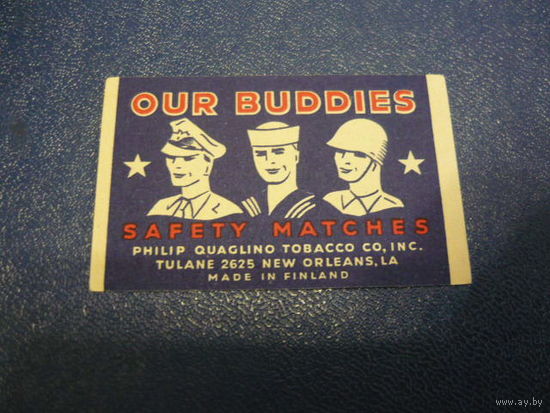 OUR BUDDIES
SAFETY MATCHES
PHILIP QUAGLINO TOBACCO CO, INC.
TULANE 2625 NEW ORLEANS, LA
MADE IN FINLAND
www.ay.by